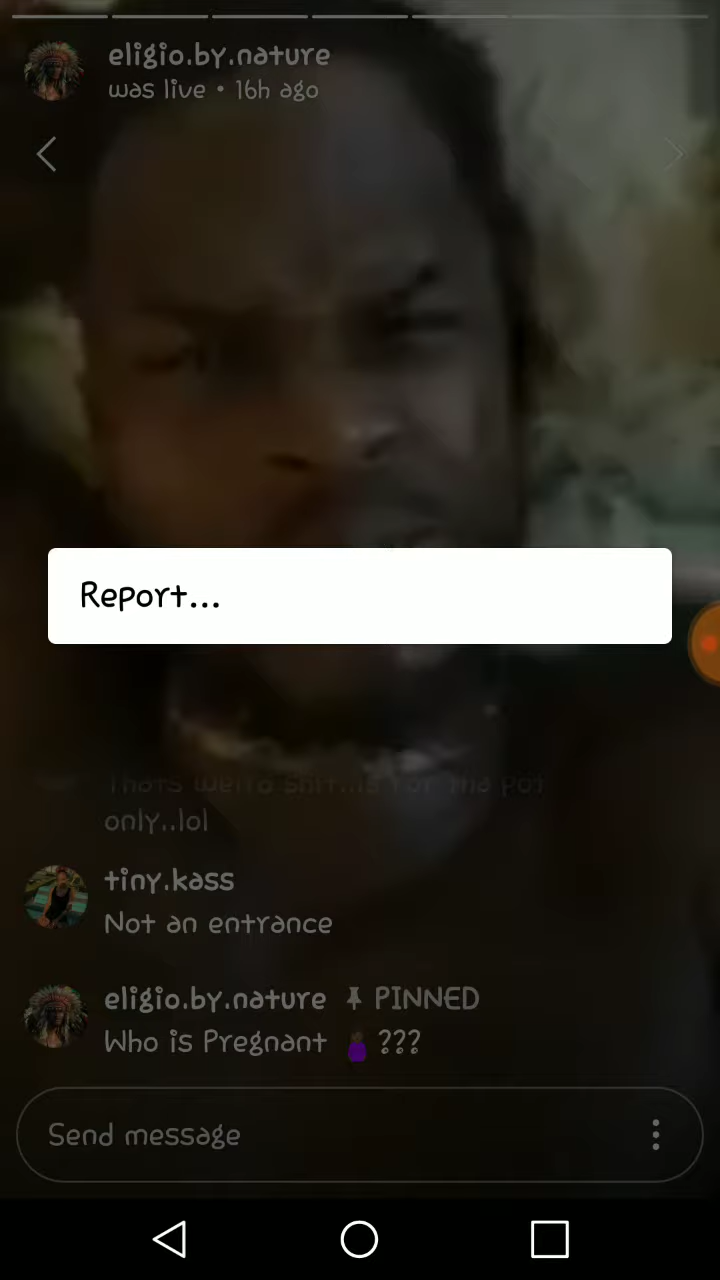 eligio.by.nature
was live • 16h ago
Report...
only..lol
tiny.kass
Not an entrance
eligio.by.nature PINNED
Who is Pregnant ???
Send message